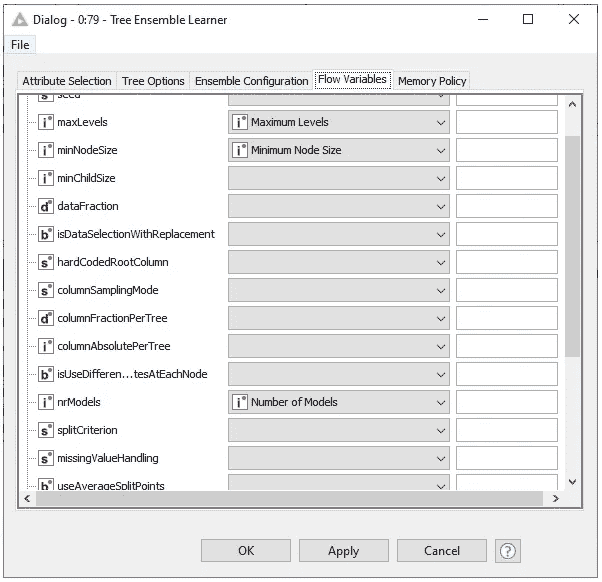 Dialog - 0:79 - Tree Ensemble Learner
File
Attribute Selection Tree Options Ensemble Configuration Flow Variables Memory Policy
s seed
i maxLevels i Maximum Levels
i minNodeSize i Minimum Node Size
i minChildSize
d dataFraction
b isDataSelectionWithReplacement
s hardCodedRootColumn
s columnSamplingMode
d columnFractionPerTree
i columnAbsolutePerTree
b isUseDifferen...tesAtEachNode
i nrModels i Number of Models
s splitCriterion
s missingValueHandling
b useAverageSplitPoints
OK Apply Cancel ?